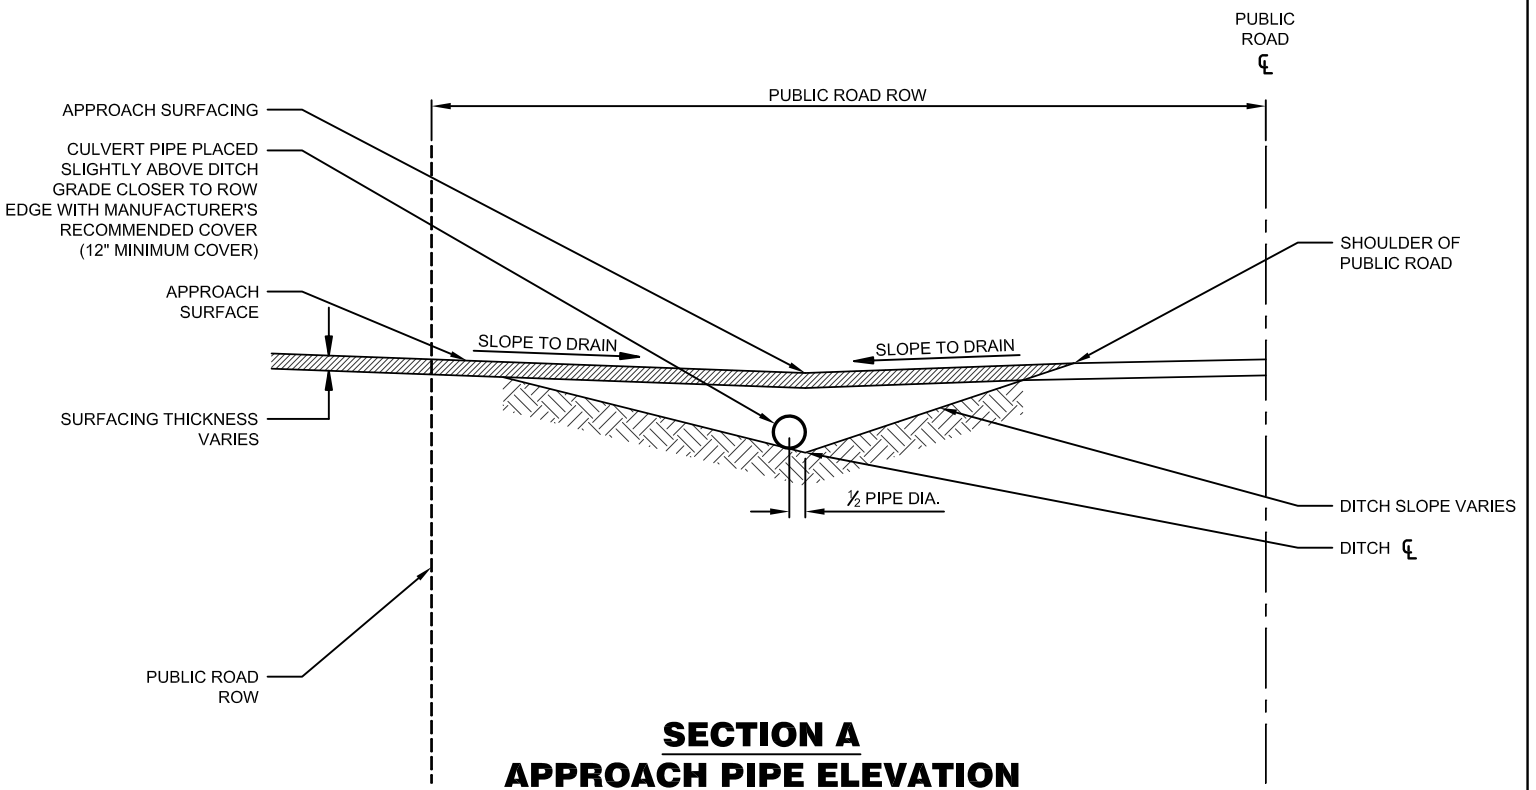 PUBLIC
ROAD
℄
PUBLIC ROAD ROW
APPROACH SURFACING
CULVERT PIPE PLACED
SLIGHTLY ABOVE DITCH
GRADE CLOSER TO ROW
EDGE WITH MANUFACTURER'S
RECOMMENDED COVER
(12" MINIMUM COVER)
SHOULDER OF
PUBLIC ROAD
APPROACH
SURFACE
SLOPE TO DRAIN
SLOPE TO DRAIN
SURFACING THICKNESS
VARIES
½ PIPE DIA.
DITCH SLOPE VARIES
DITCH ℄
PUBLIC ROAD
ROW
SECTION A
APPROACH PIPE ELEVATION